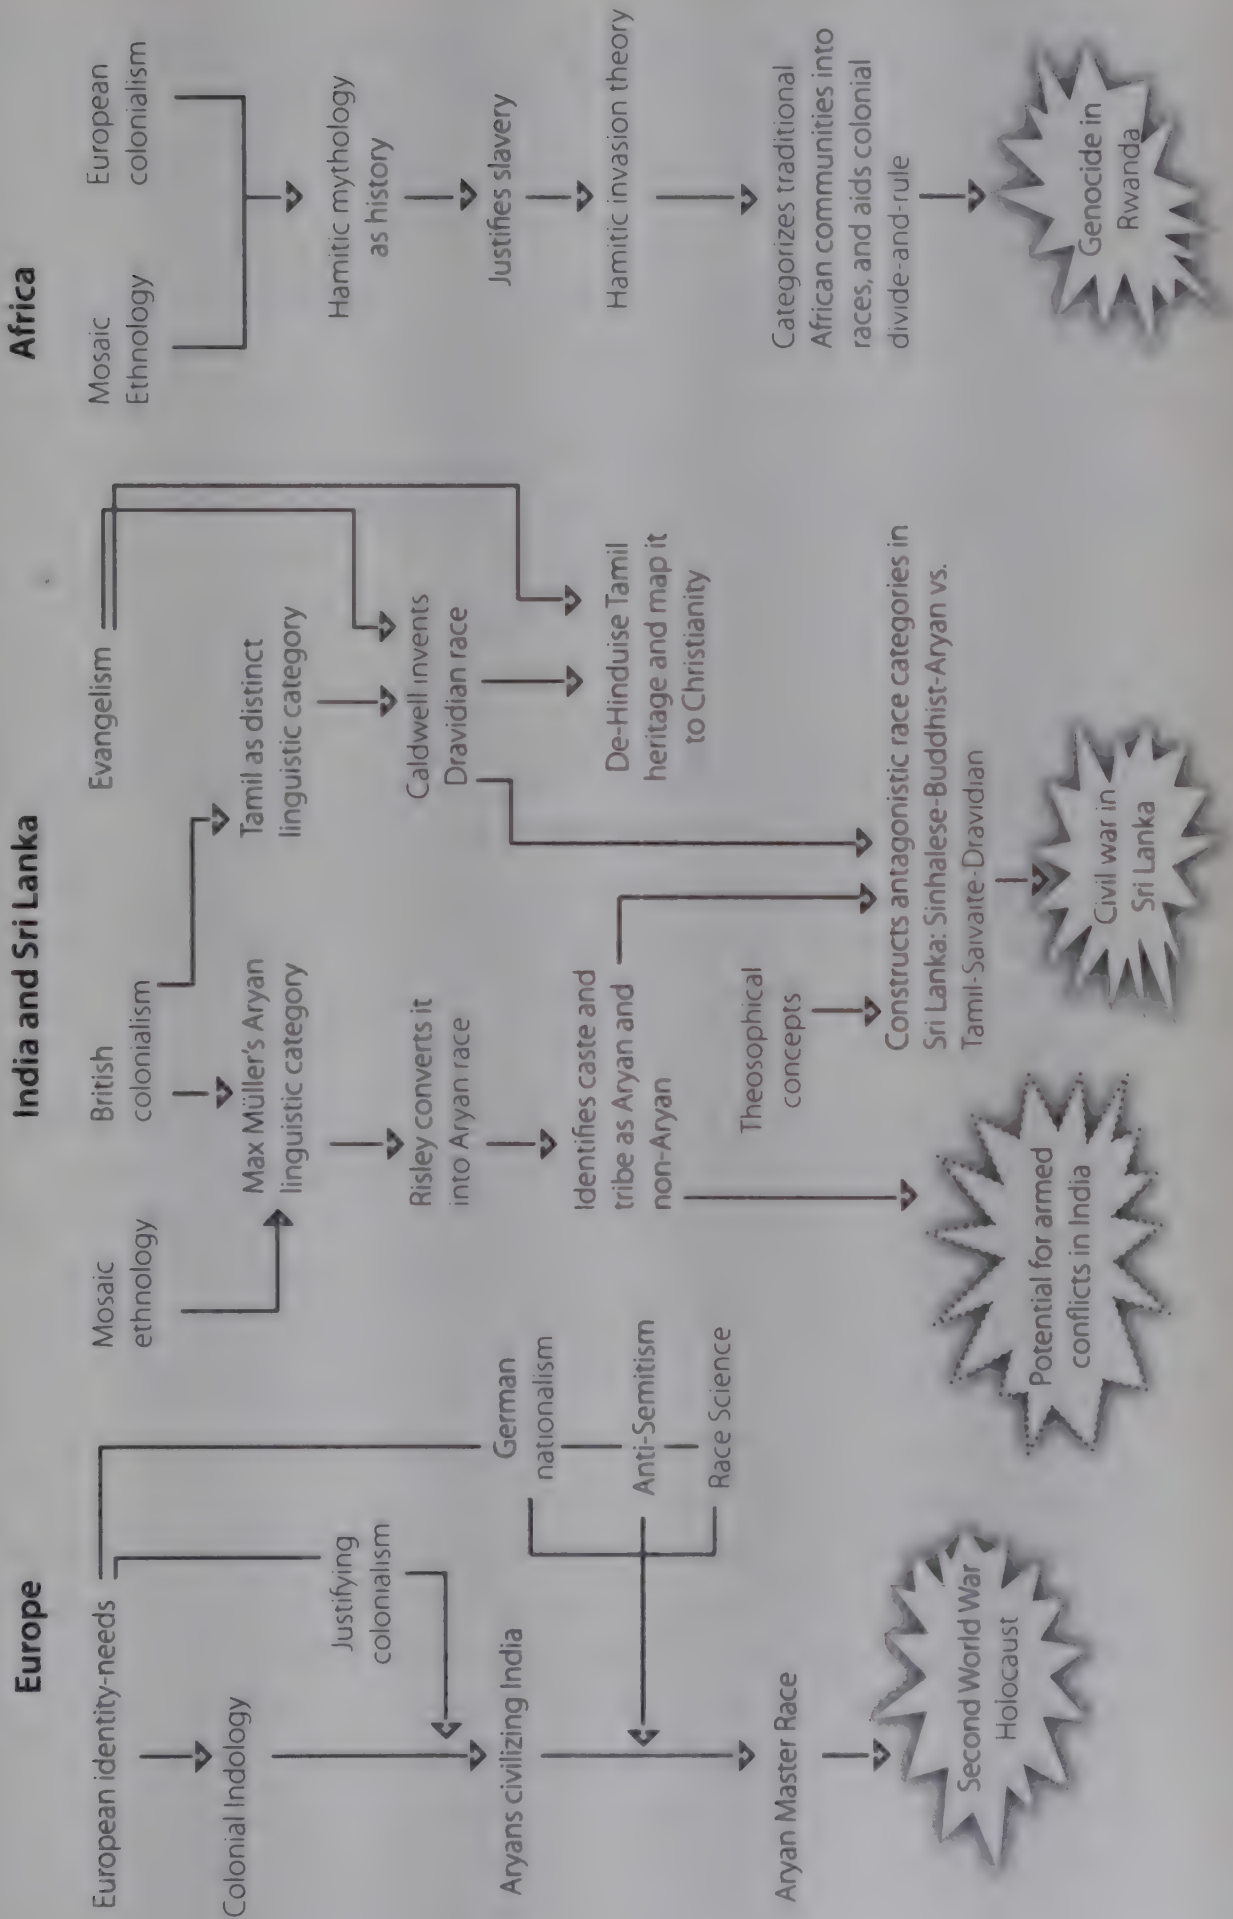 Europe
European identity-needs
Colonial Indology
Justifying
colonialism
Aryans civilizing India
German
nationalism
Anti-Semitism
Race Science
Aryan Master Race
Second World War
Holocaust
India and Sri Lanka
Mosaic
ethnology
British
colonialism
Evangelism
Max Müller's Aryan
linguistic category
Tamil as distinct
linguistic category
Risley converts it
into Aryan race
Caldwell invents
Dravidian race
Identifies caste and
tribe as Aryan and
non-Aryan
De-Hinduise Tamil
heritage and map it
to Christianity
Theosophical
concepts
Constructs antagonistic race categories in
Sri Lanka: Sinhalese-Buddhist-Aryan vs.
Tamil-Saivaite-Dravidian
Potential for armed
conflicts in India
Civil war in
Sri Lanka
Africa
Mosaic
Ethnology
European
colonialism
Hamitic mythology
as history
Justifies slavery
Hamitic invasion theory
Categorizes traditional
African communities into
races, and aids colonial
divide-and-rule
Genocide in
Rwanda